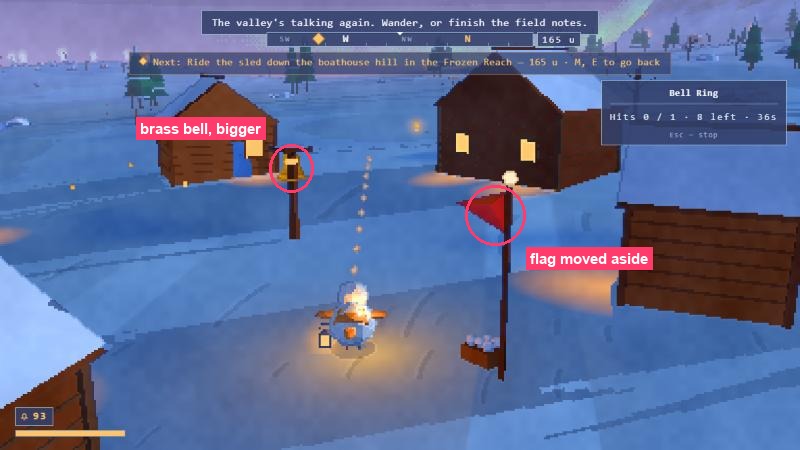 The valley's talking again. Wander, or finish the field notes.
SW W NW N 165 u
Next: Ride the sled down the boathouse hill in the Frozen Reach — 165 u · M, E to go back
Bell Ring
Hits 0 / 1 · 8 left · 36s
Esc — stop
brass bell, bigger
flag moved aside
93